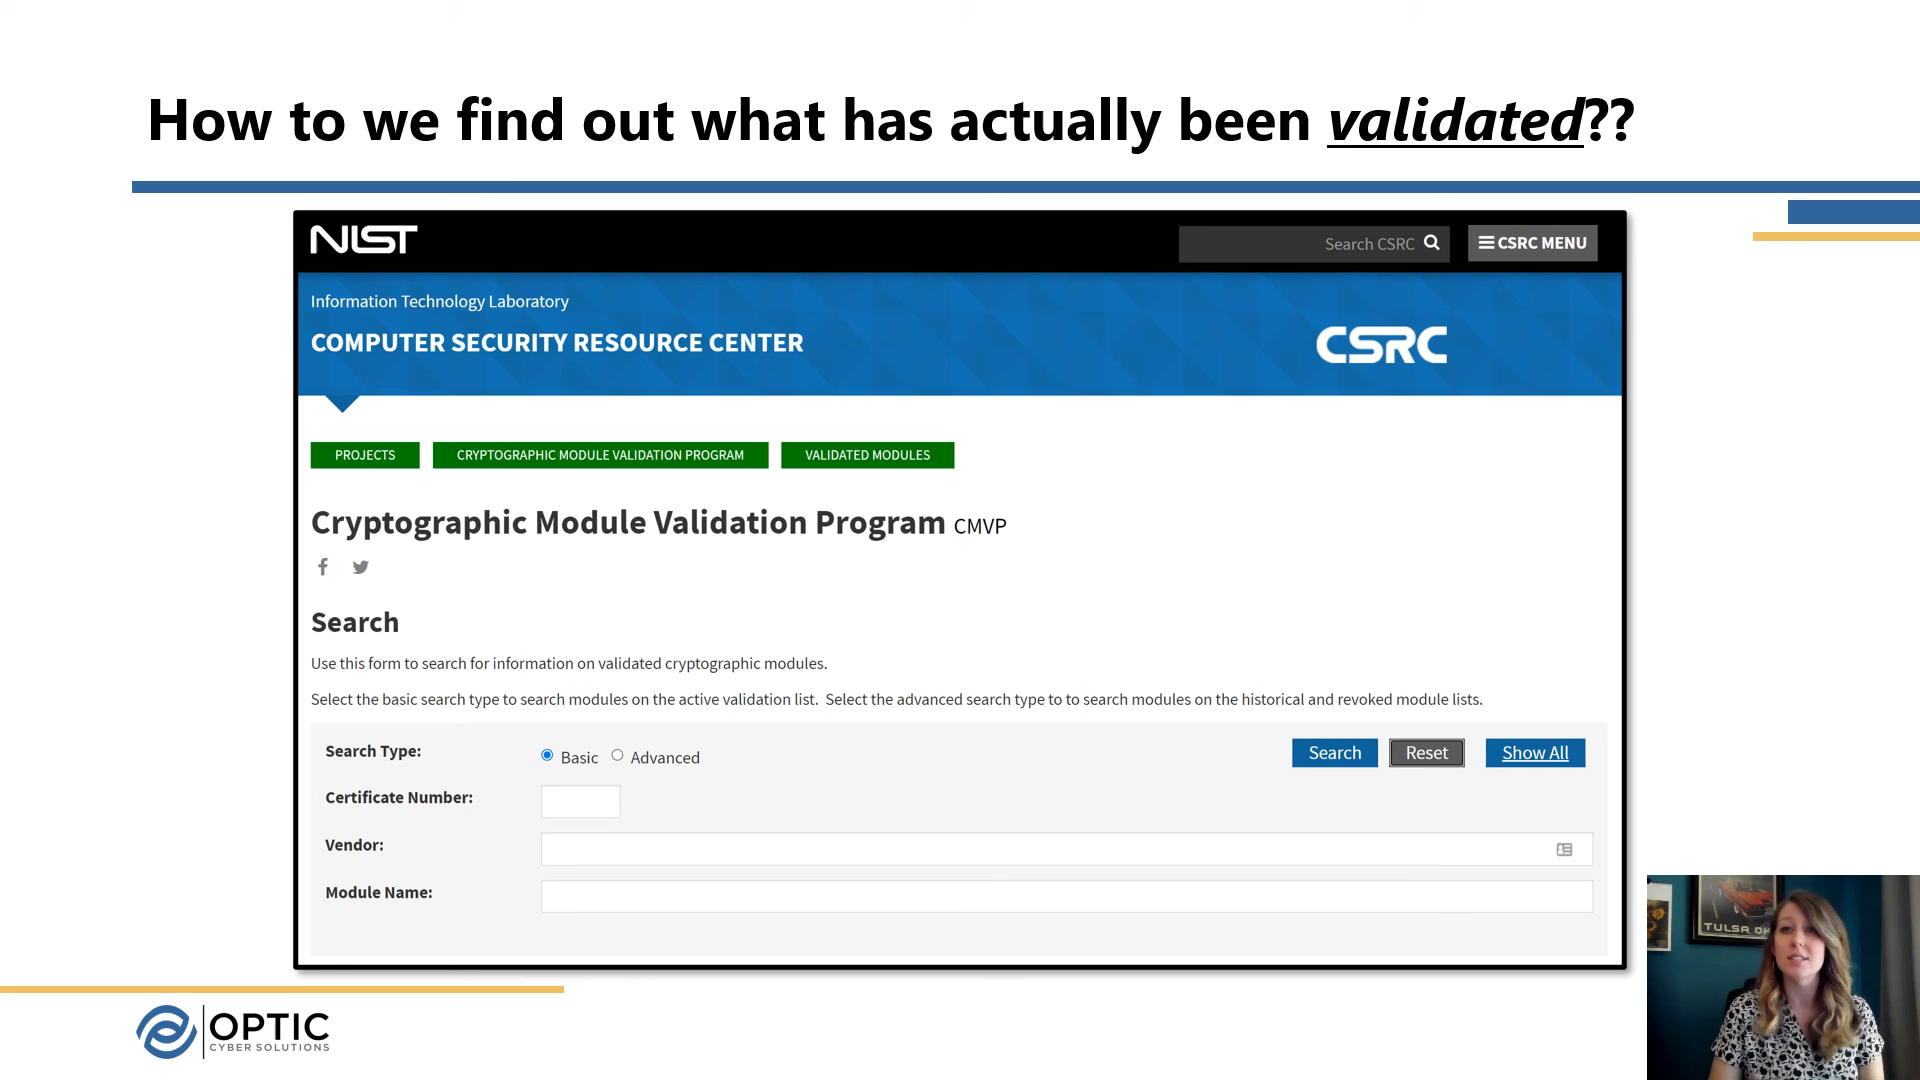 How to we find out what has actually been validated??
NIST
Search CSRC
CSRC MENU
Information Technology Laboratory
COMPUTER SECURITY RESOURCE CENTER
CSRC
PROJECTS
CRYPTOGRAPHIC MODULE VALIDATION PROGRAM
VALIDATED MODULES
Cryptographic Module Validation Program CMVP
Search
Use this form to search for information on validated cryptographic modules.
Select the basic search type to search modules on the active validation list. Select the advanced search type to to search modules on the historical and revoked module lists.
Search Type:
Basic
Advanced
Search
Reset
Show All
Certificate Number:
Vendor:
Module Name:
TULSA, OK
OPTIC
CYBER SOLUTIONS